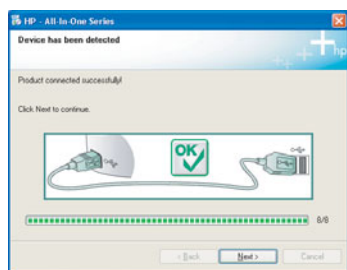 HP - All-In-One Series
Device has been detected
hp
Product connected successfully!
Click Next to continue.
OK
6/6
< Back
Next >
Cancel